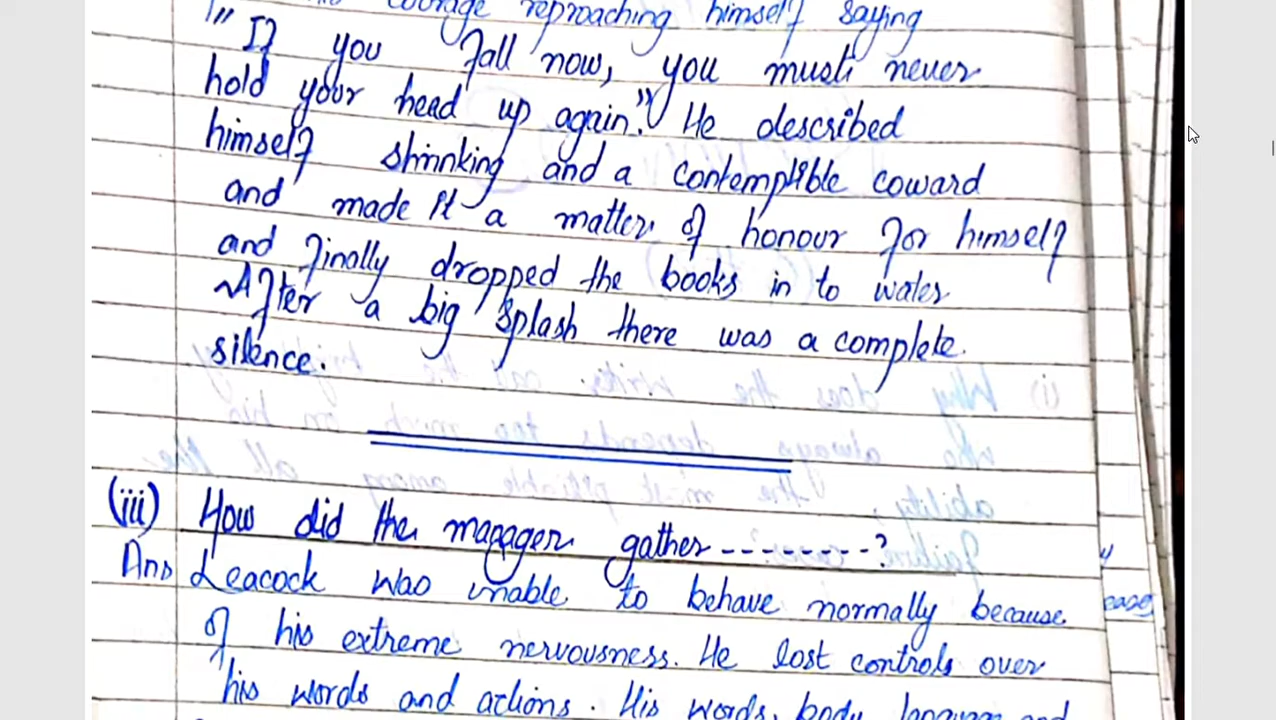 courage reproaching himself saying
"If you fall now, you must never
hold your head up again." He described
himself shrinking and a contemptible coward
and made it a matter of honour for himself
and finally dropped the books in to water
After a big splash there was a complete.
silence.
(iii) How did the manager gather --------?
Ans Leacock was unable to behave normally because
of his extreme nervousness. He lost controls over
his words and actions. His words, body language and